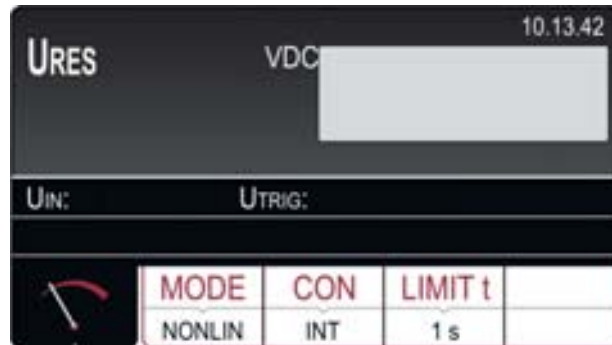 10.13.42
URES VDC
UIN: UTRIG:
MODE CON LIMIT t
NONLIN INT 1 s